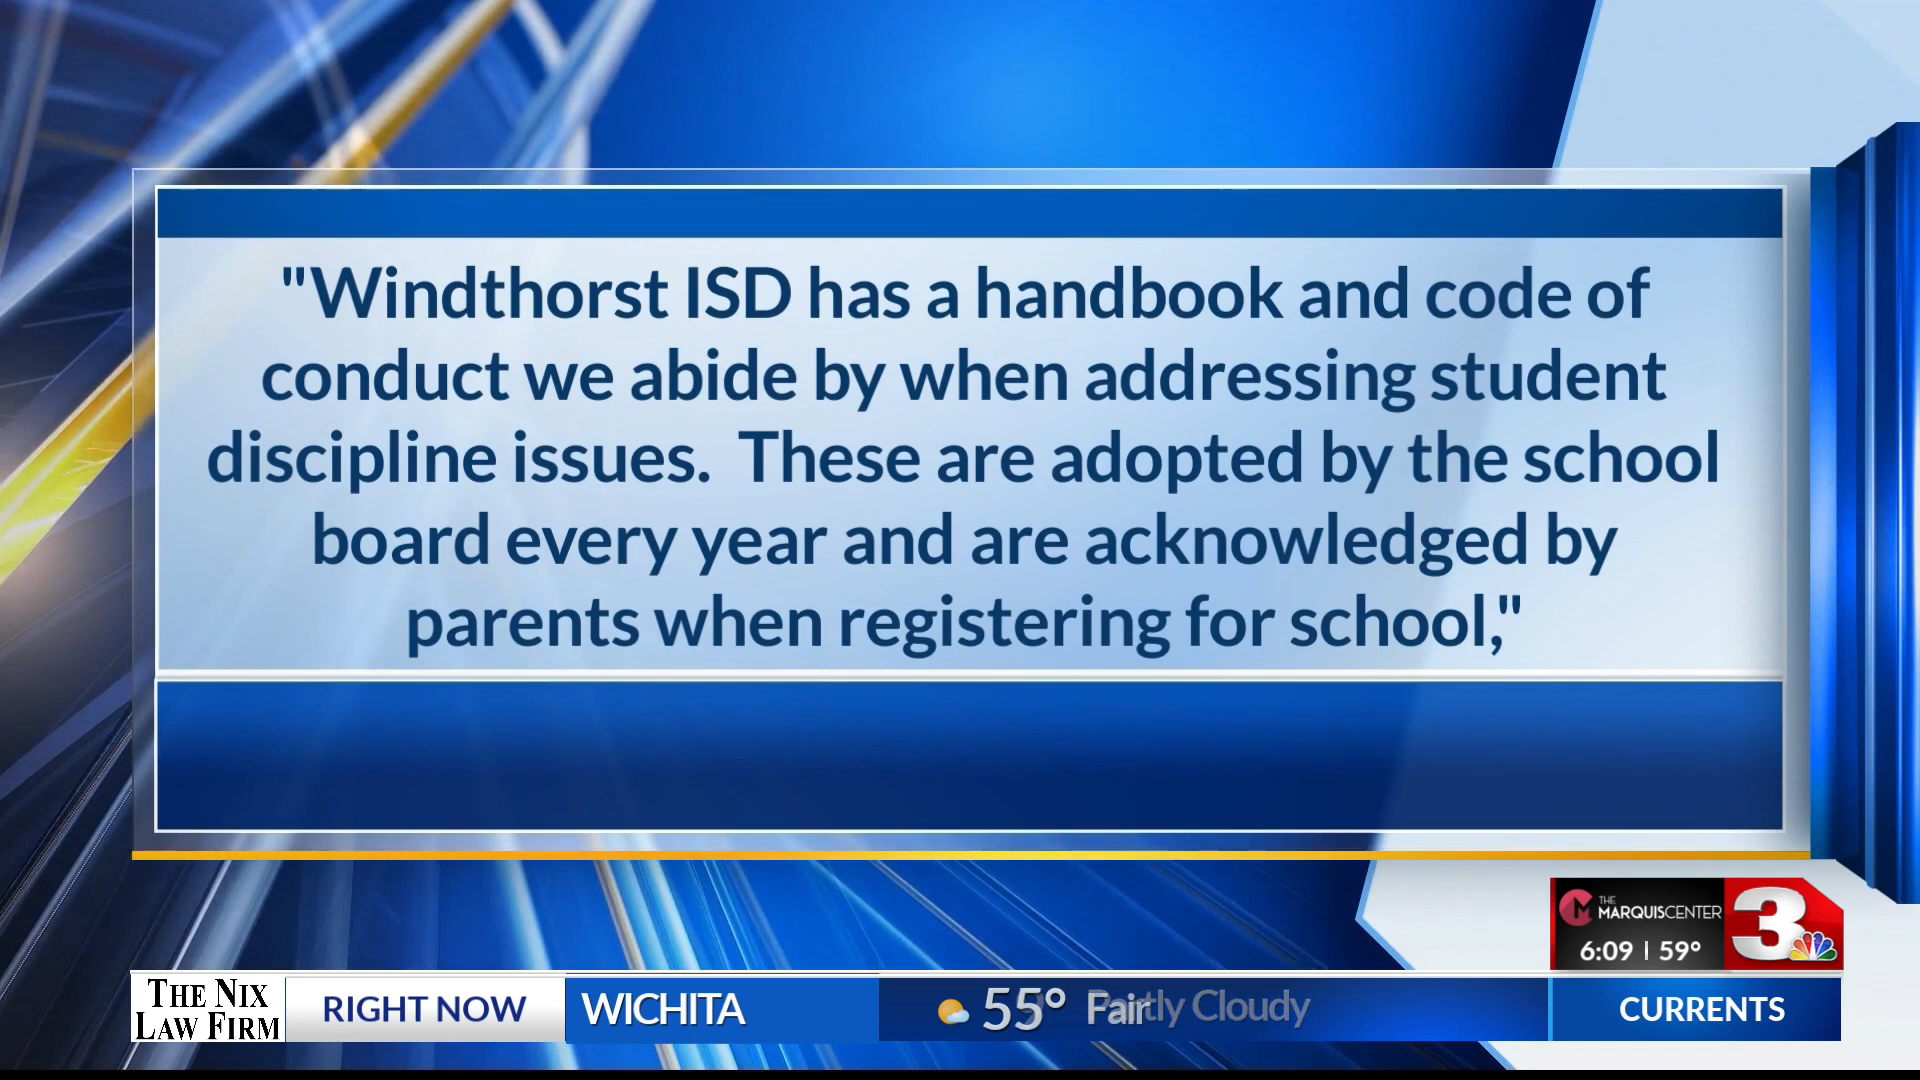 "Windthorst ISD has a handbook and code of
conduct we abide by when addressing student
discipline issues.  These are adopted by the school
board every year and are acknowledged by
parents when registering for school,"
THE MARQUISCENTER
6:09 | 59°
3
THE NIX
LAW FIRM
RIGHT NOW
WICHITA
55° Fair
Cloudy
CURRENTS